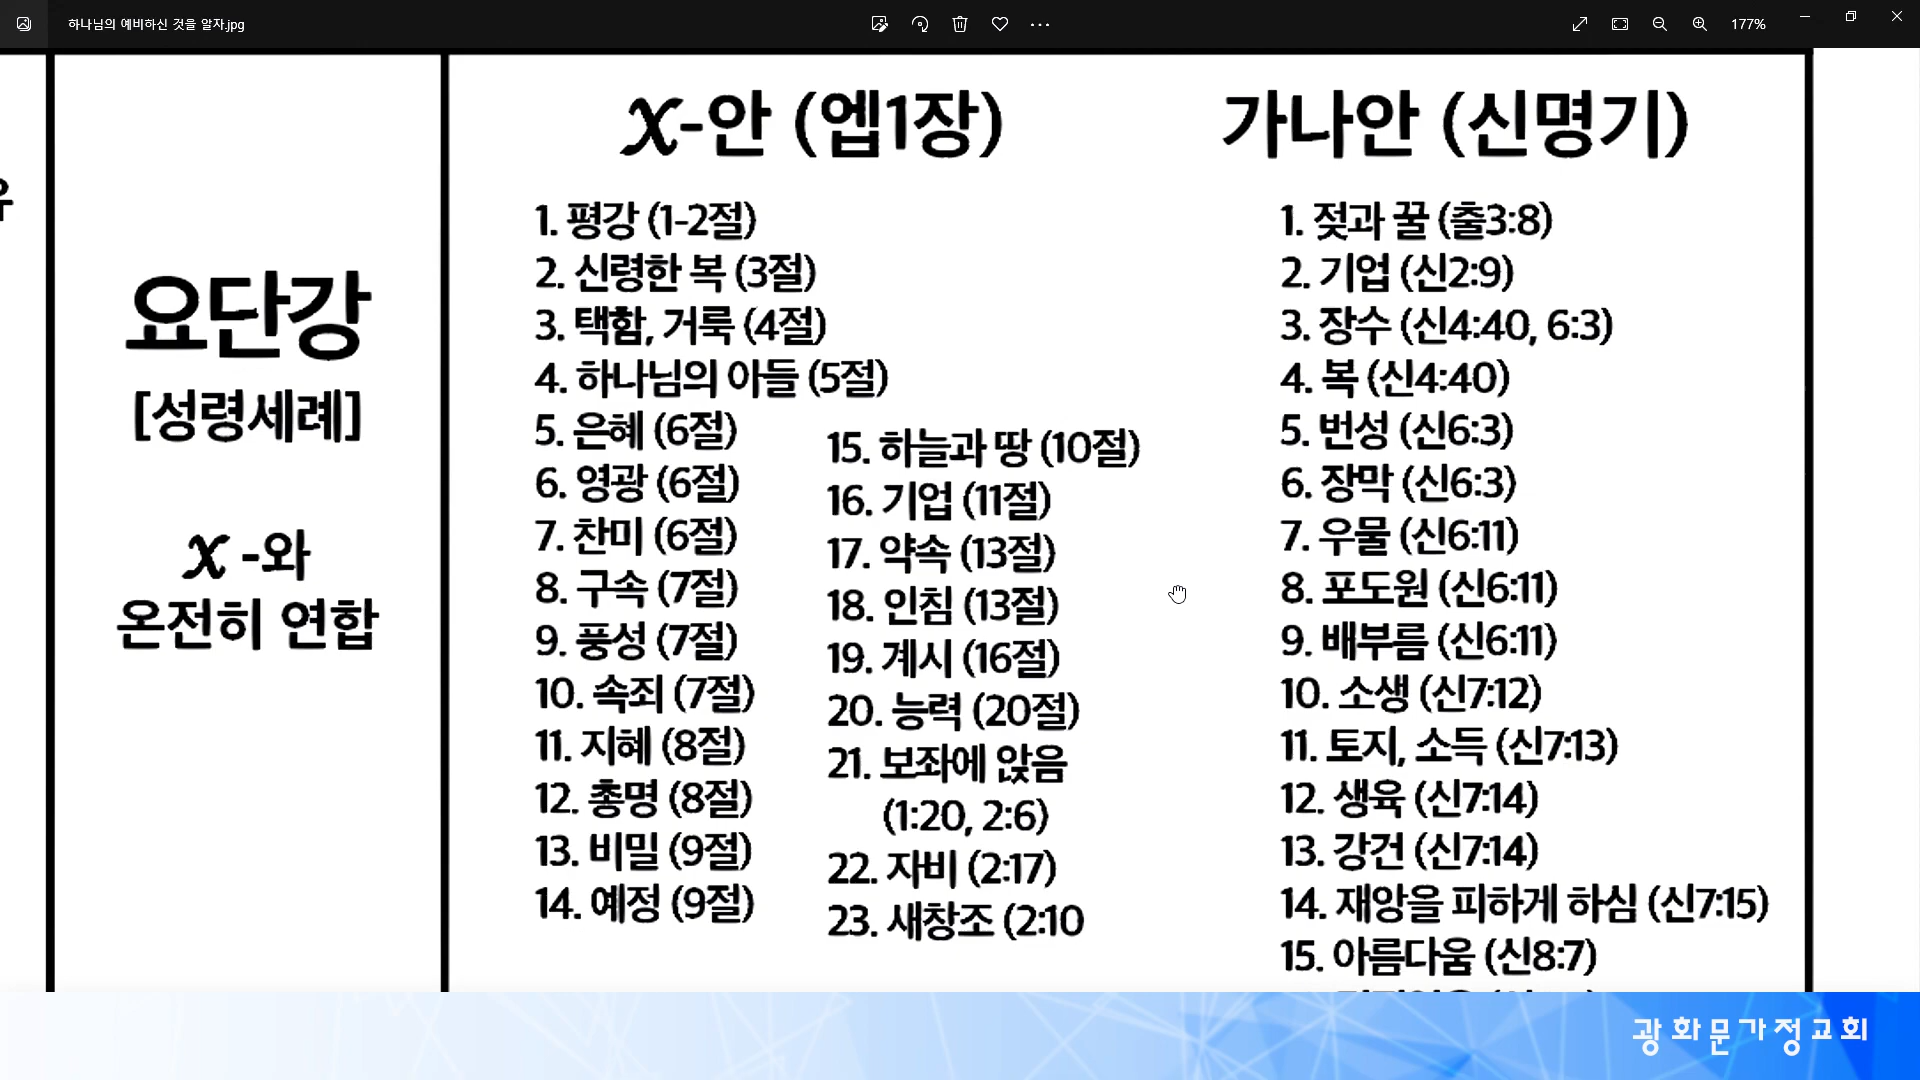 하나님의 예비하신 것을 알자.jpg
177%
요단강
[성령세례]
x -와
온전히 연합
x-안 (엡1장)
1. 평강 (1-2절)
2. 신령한 복 (3절)
3. 택함, 거룩 (4절)
4. 하나님의 아들 (5절)
5. 은혜 (6절)
6. 영광 (6절)
7. 찬미 (6절)
8. 구속 (7절)
9. 풍성 (7절)
10. 속죄 (7절)
11. 지혜 (8절)
12. 총명 (8절)
13. 비밀 (9절)
14. 예정 (9절)
15. 하늘과 땅 (10절)
16. 기업 (11절)
17. 약속 (13절)
18. 인침 (13절)
19. 계시 (16절)
20. 능력 (20절)
21. 보좌에 앉음
(1:20, 2:6)
22. 자비 (2:17)
23. 새창조 (2:10
가나안 (신명기)
1. 젖과 꿀 (출3:8)
2. 기업 (신2:9)
3. 장수 (신4:40, 6:3)
4. 복 (신4:40)
5. 번성 (신6:3)
6. 장막 (신6:3)
7. 우물 (신6:11)
8. 포도원 (신6:11)
9. 배부름 (신6:11)
10. 소생 (신7:12)
11. 토지, 소득 (신7:13)
12. 생육 (신7:14)
13. 강건 (신7:14)
14. 재앙을 피하게 하심 (신7:15)
15. 아름다움 (신8:7)
광화문가정교회